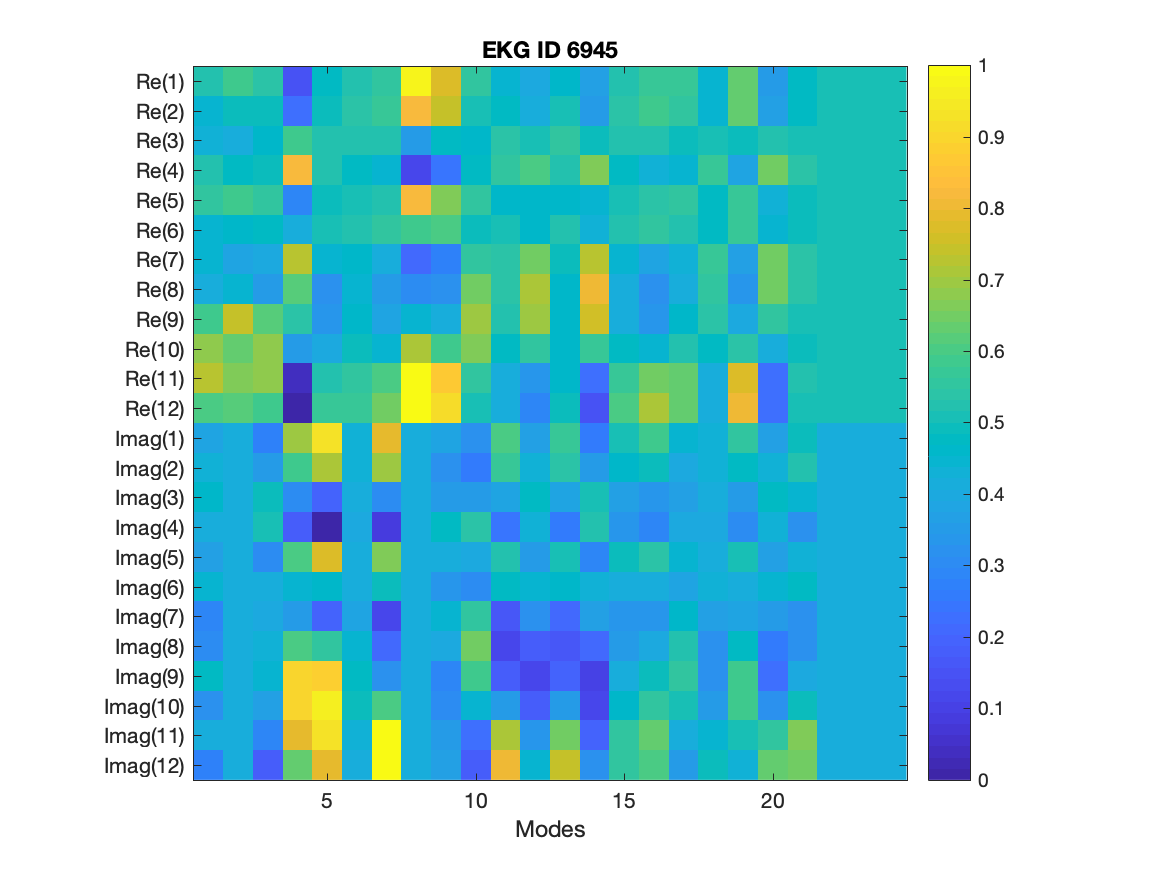 EKG ID 6945
Re(1)
Re(2)
Re(3)
Re(4)
Re(5)
Re(6)
Re(7)
Re(8)
Re(9)
Re(10)
Re(11)
Re(12)
Imag(1)
Imag(2)
Imag(3)
Imag(4)
Imag(5)
Imag(6)
Imag(7)
Imag(8)
Imag(9)
Imag(10)
Imag(11)
Imag(12)
5 10 15 20
Modes
1
0.9
0.8
0.7
0.6
0.5
0.4
0.3
0.2
0.1
0